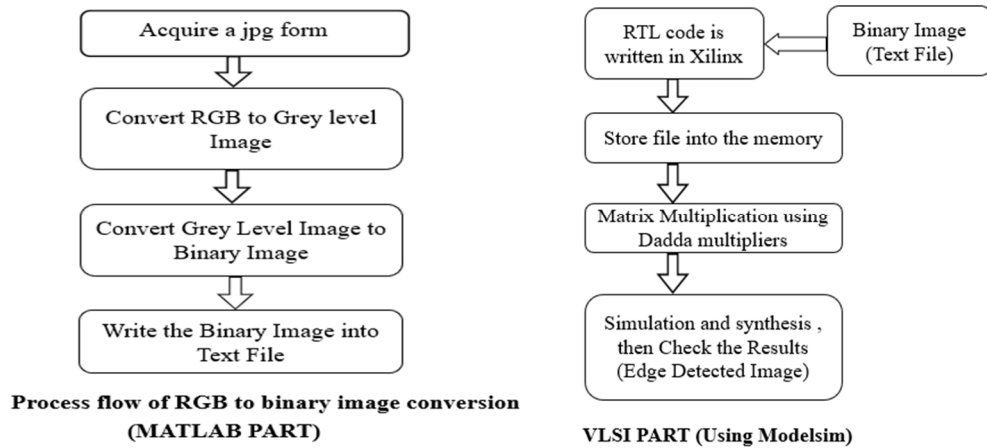 Acquire a jpg form
Convert RGB to Grey level
Image
Convert Grey Level Image to
Binary Image
Write the Binary Image into
Text File
Process flow of RGB to binary image conversion
(MATLAB PART)
RTL code is
written in Xilinx
Binary Image
(Text File)
Store file into the memory
Matrix Multiplication using
Dadda multipliers
Simulation and synthesis ,
then Check the Results
(Edge Detected Image)
VLSI PART (Using Modelsim)